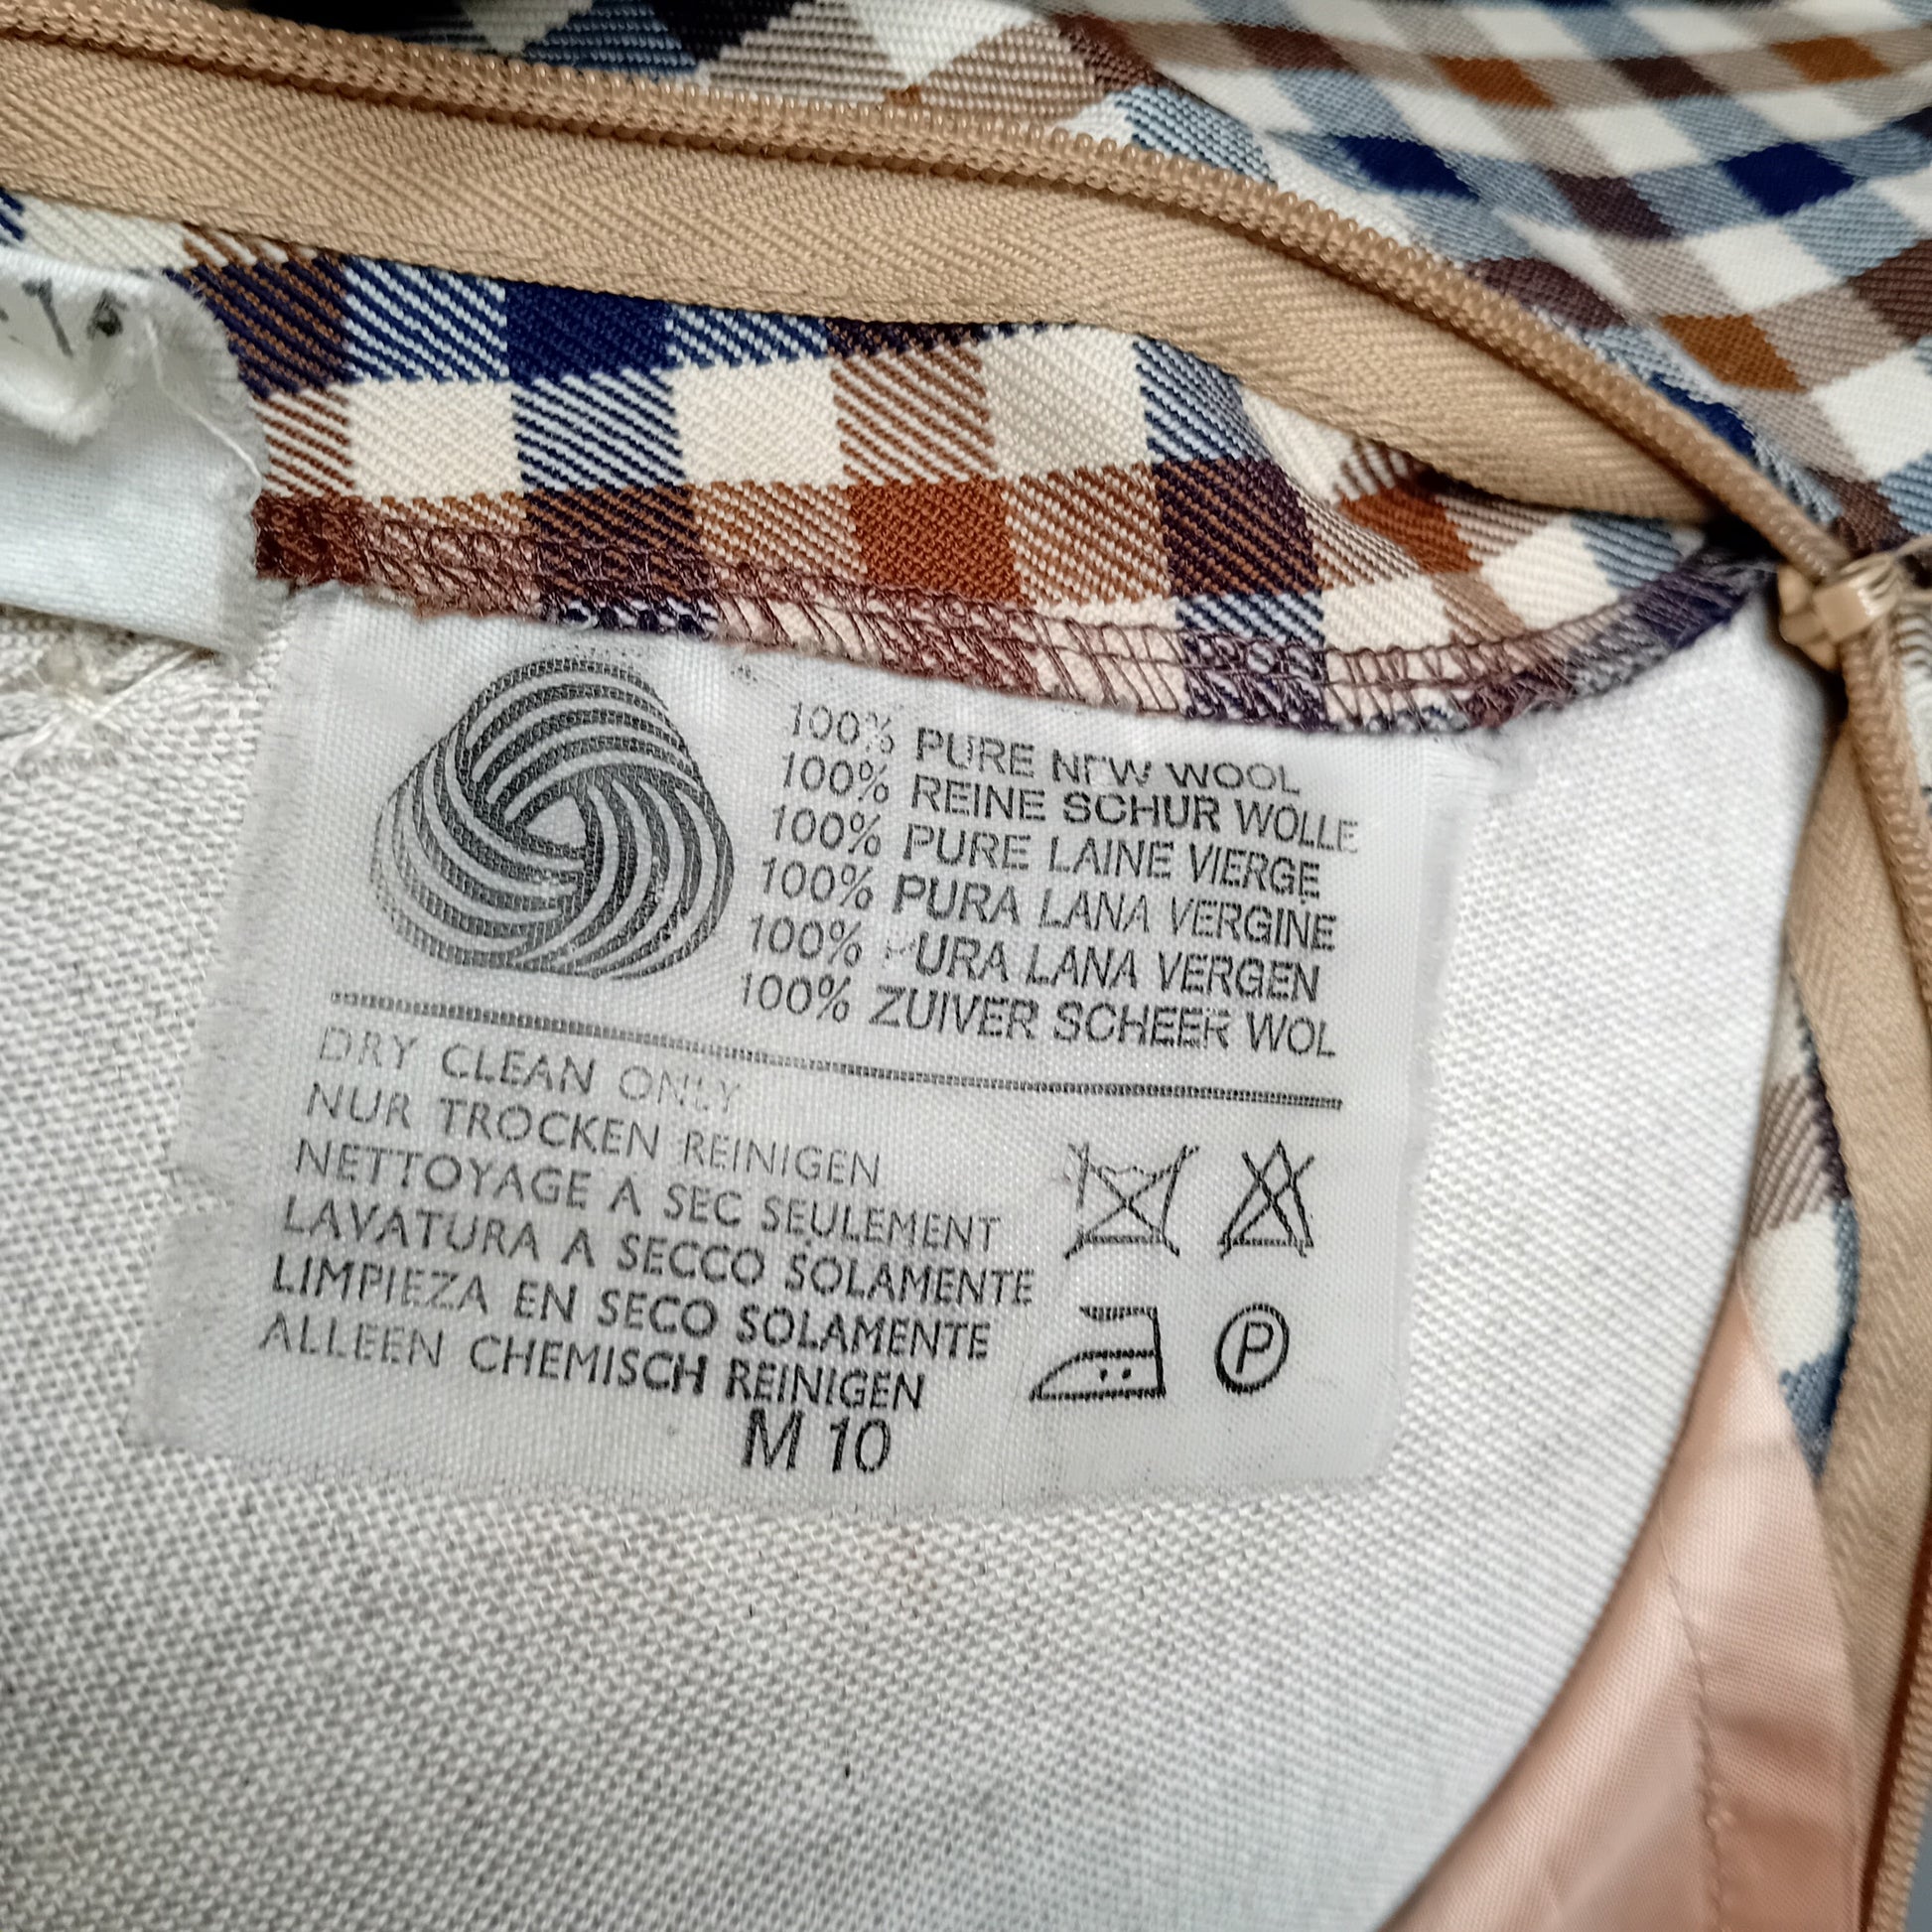 100% PURE NEW WOOL
100% REINE SCHUR WOLLE
100% PURE LAINE VIERGE
100% PURA LANA VERGINE
100% PURA LANA VERGEN
100% ZUIVER SCHEER WOL
DRY CLEAN ONLY
NUR TROCKEN REINIGEN
NETTOYAGE A SEC SEULEMENT
LAVATURA A SECCO SOLAMENTE
LIMPIEZA EN SECO SOLAMENTE
ALLEEN CHEMISCH REINIGEN
P
M 10